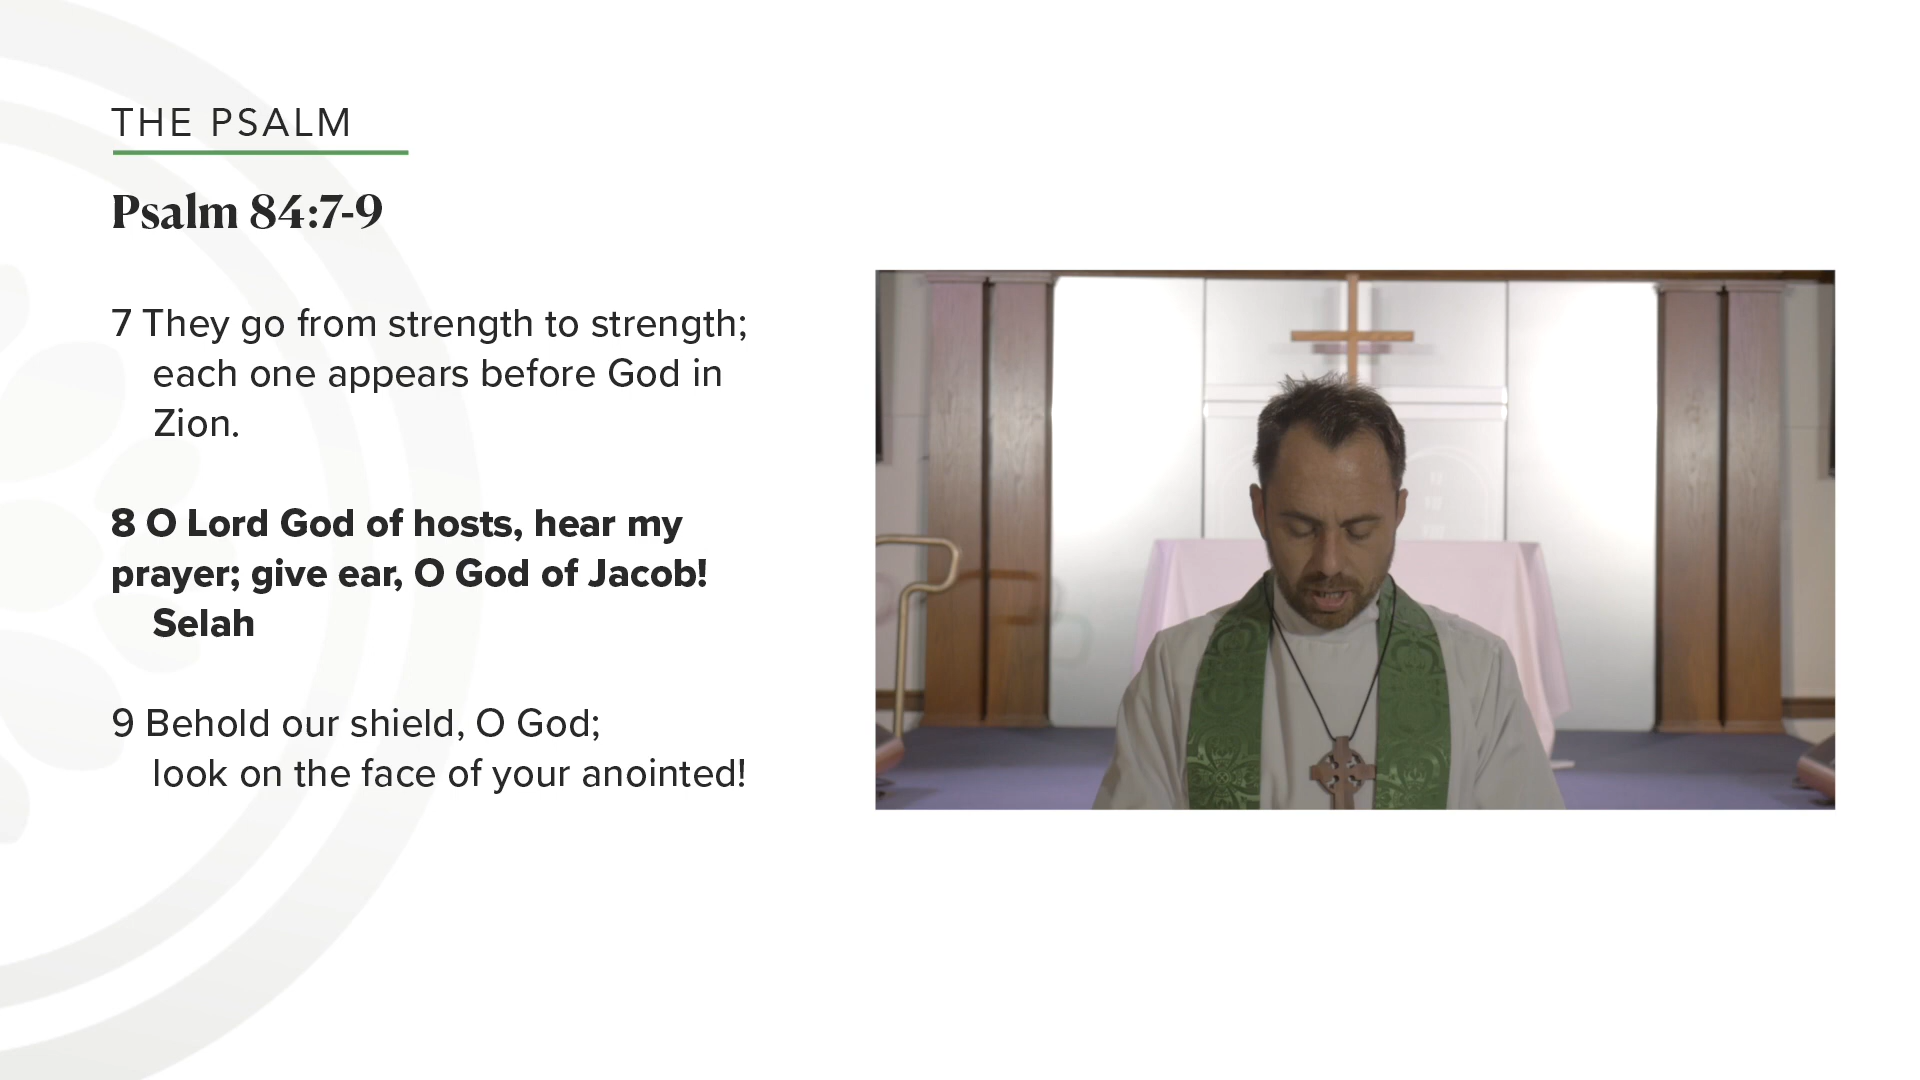 THE PSALM
Psalm 84:7-9
7 They go from strength to strength;
each one appears before God in
Zion.
8 O Lord God of hosts, hear my
prayer; give ear, O God of Jacob!
Selah
9 Behold our shield, O God;
look on the face of your anointed!